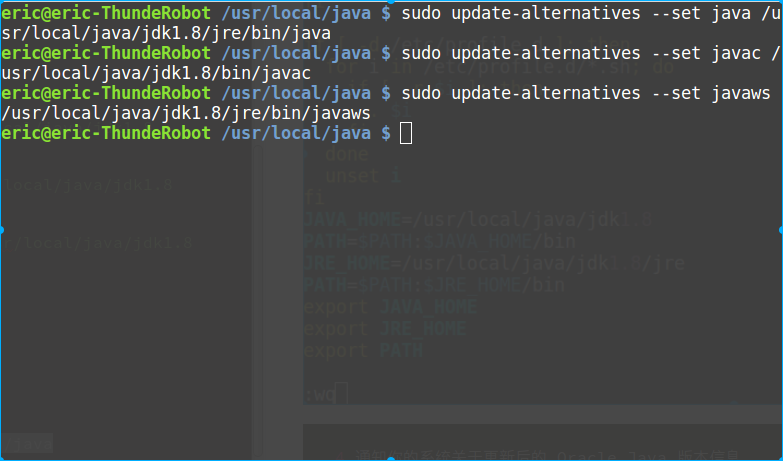 eric@eric-ThundeRobot /usr/local/java $ sudo update-alternatives --set java /u
sr/local/java/jdk1.8/jre/bin/java
eric@eric-ThundeRobot /usr/local/java $ sudo update-alternatives --set javac /
usr/local/java/jdk1.8/bin/javac
eric@eric-ThundeRobot /usr/local/java $ sudo update-alternatives --set javaws
/usr/local/java/jdk1.8/jre/bin/javaws
eric@eric-ThundeRobot /usr/local/java $
done
unset i
fi
local/java/jdk1.8
JAVA_HOME=/usr/local/java/jdk1.8
r/local/java/jdk1.8
PATH=$PATH:$JAVA_HOME/bin
JRE_HOME=/usr/local/java/jdk1.8/jre
PATH=$PATH:$JRE_HOME/bin
export JAVA_HOME
export JRE_HOME
export PATH
:wq